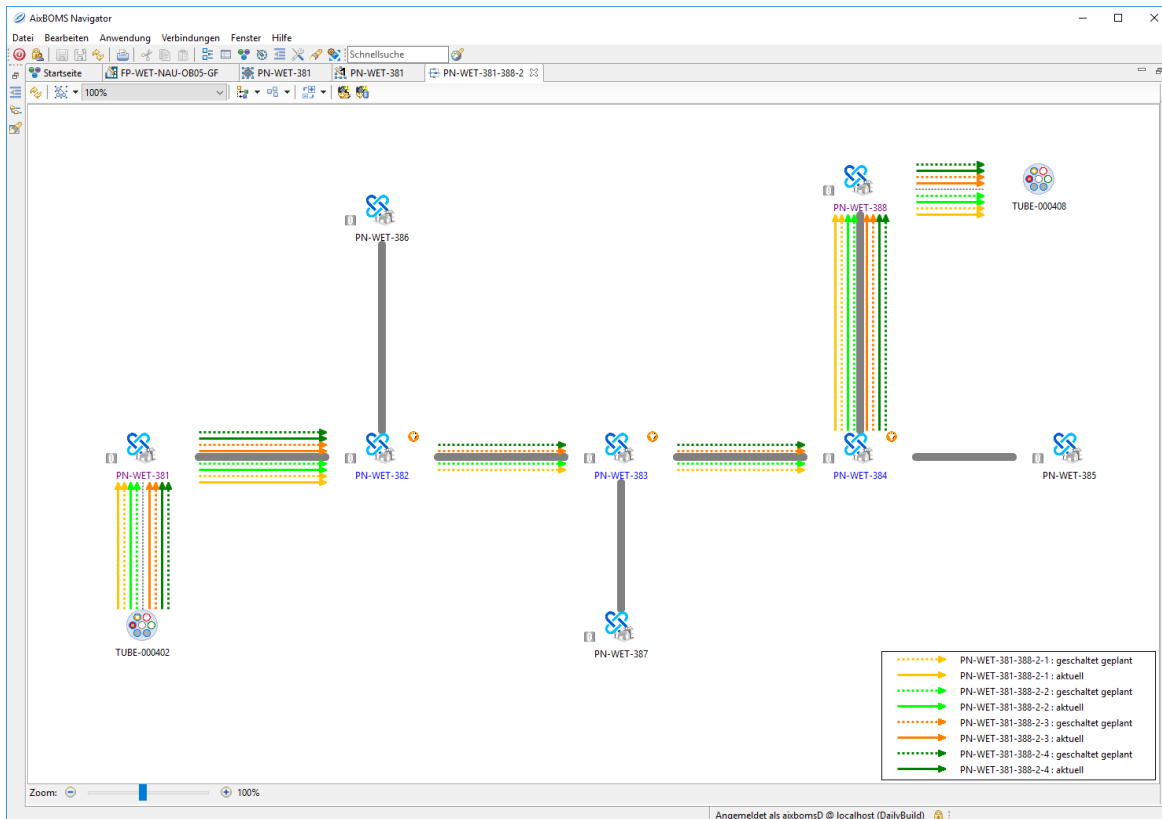 AixBOMS Navigator
Datei Bearbeiten Anwendung Verbindungen Fenster Hilfe
Schnellsuche
Startseite FP-WET-NAU-OB05-GF PN-WET-381 PN-WET-381 PN-WET-381-388-2
100%
PN-WET-388
TUBE-000408
PN-WET-386
PN-WET-381
PN-WET-382
PN-WET-383
PN-WET-384
PN-WET-385
TUBE-000402
PN-WET-387
PN-WET-381-388-2-1 : geschaltet geplant
PN-WET-381-388-2-1 : aktuell
PN-WET-381-388-2-2 : geschaltet geplant
PN-WET-381-388-2-2 : aktuell
PN-WET-381-388-2-3 : geschaltet geplant
PN-WET-381-388-2-3 : aktuell
PN-WET-381-388-2-4 : geschaltet geplant
PN-WET-381-388-2-4 : aktuell
Zoom: 100%
Angemeldet als aixbomsD @ localhost (DailyBuild)